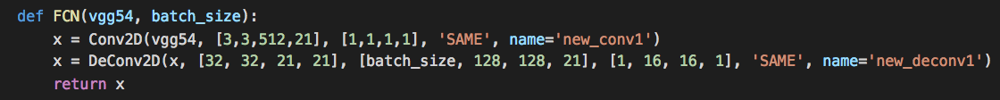 def FCN(vgg54, batch_size):
    x = Conv2D(vgg54, [3,3,512,21], [1,1,1,1], 'SAME', name='new_conv1')
    x = DeConv2D(x, [32, 32, 21, 21], [batch_size, 128, 128, 21], [1, 16, 16, 1], 'SAME', name='new_deconv1')
    return x